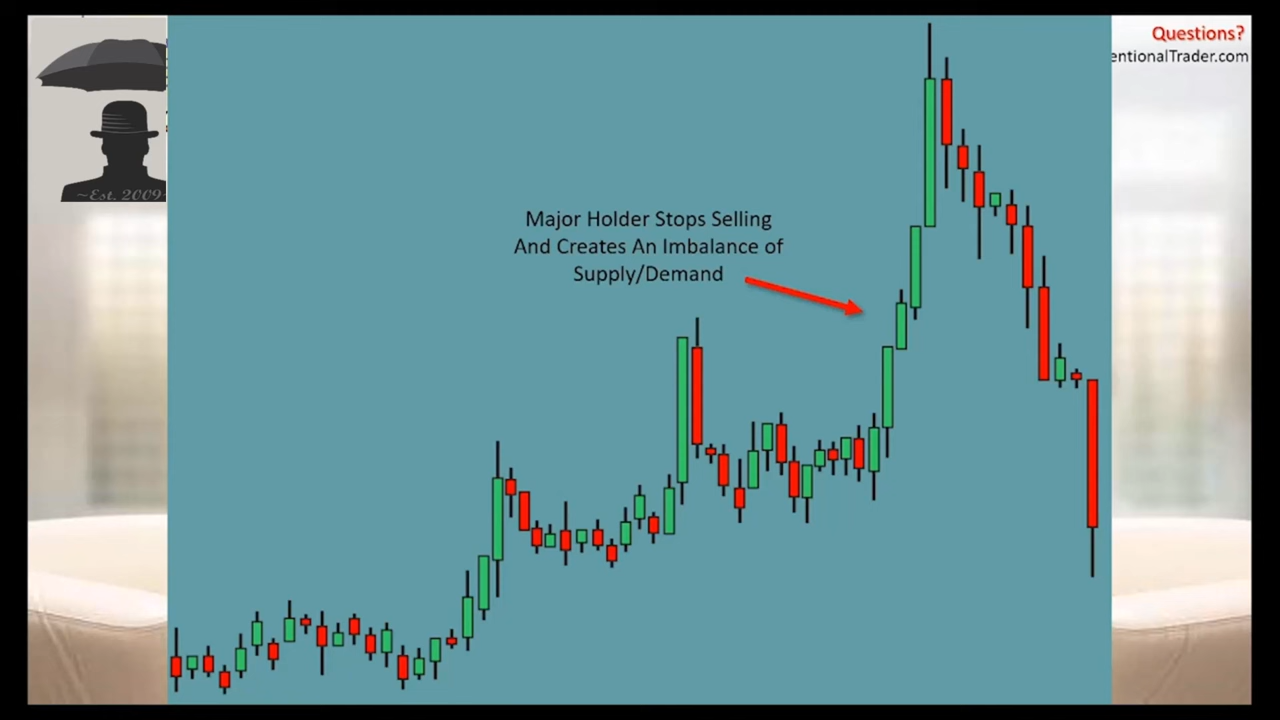 Questions?
entionalTrader.com
~Est. 2009~
Major Holder Stops Selling
And Creates An Imbalance of
Supply/Demand